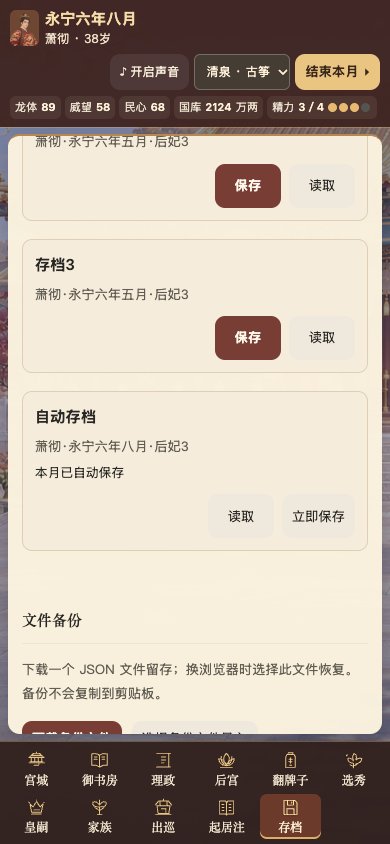 永宁六年八月
萧彻 · 38岁
♪ 开启声音
清泉 · 古筝
结束本月
龙体 89
威望 58
民心 68
国库 2124 万两
精力 3 / 4
萧彻·永宁六年五月·后妃3
保存
读取
存档3
萧彻·永宁六年五月·后妃3
保存
读取
自动存档
萧彻·永宁六年八月·后妃3
本月已自动保存
读取
立即保存
文件备份
下载一个 JSON 文件留存；换浏览器时选择此文件恢复。
备份不会复制到剪贴板。
宫城
御书房
理政
后宫
翻牌子
选秀
皇嗣
家族
出巡
起居注
存档